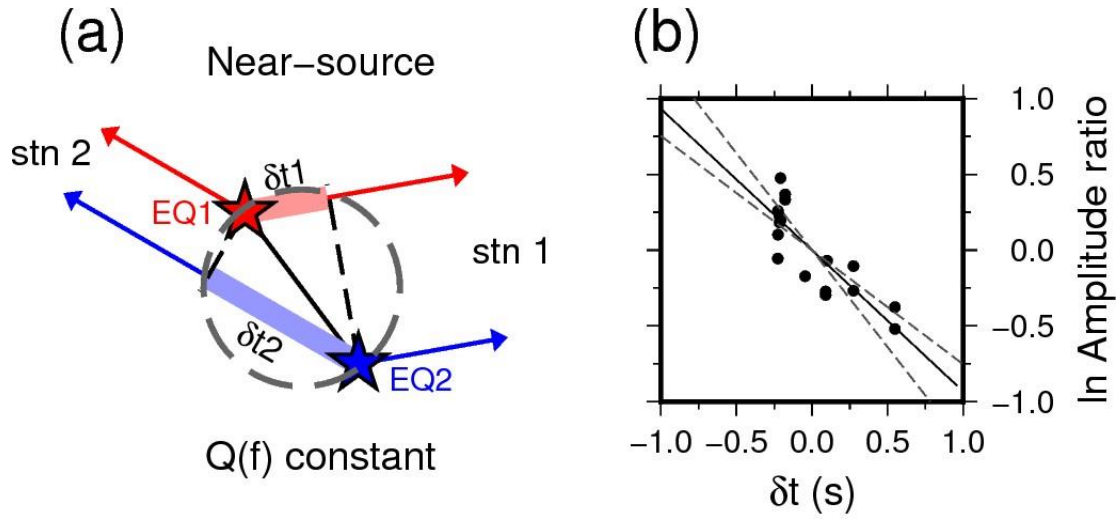 (a)
Near−source
stn 2
δt1
EQ1
stn 1
δt2
EQ2
Q(f) constant
(b)
1.0
0.5
0.0
−0.5
−1.0
ln Amplitude ratio
−1.0 −0.5 0.0 0.5 1.0
δt (s)